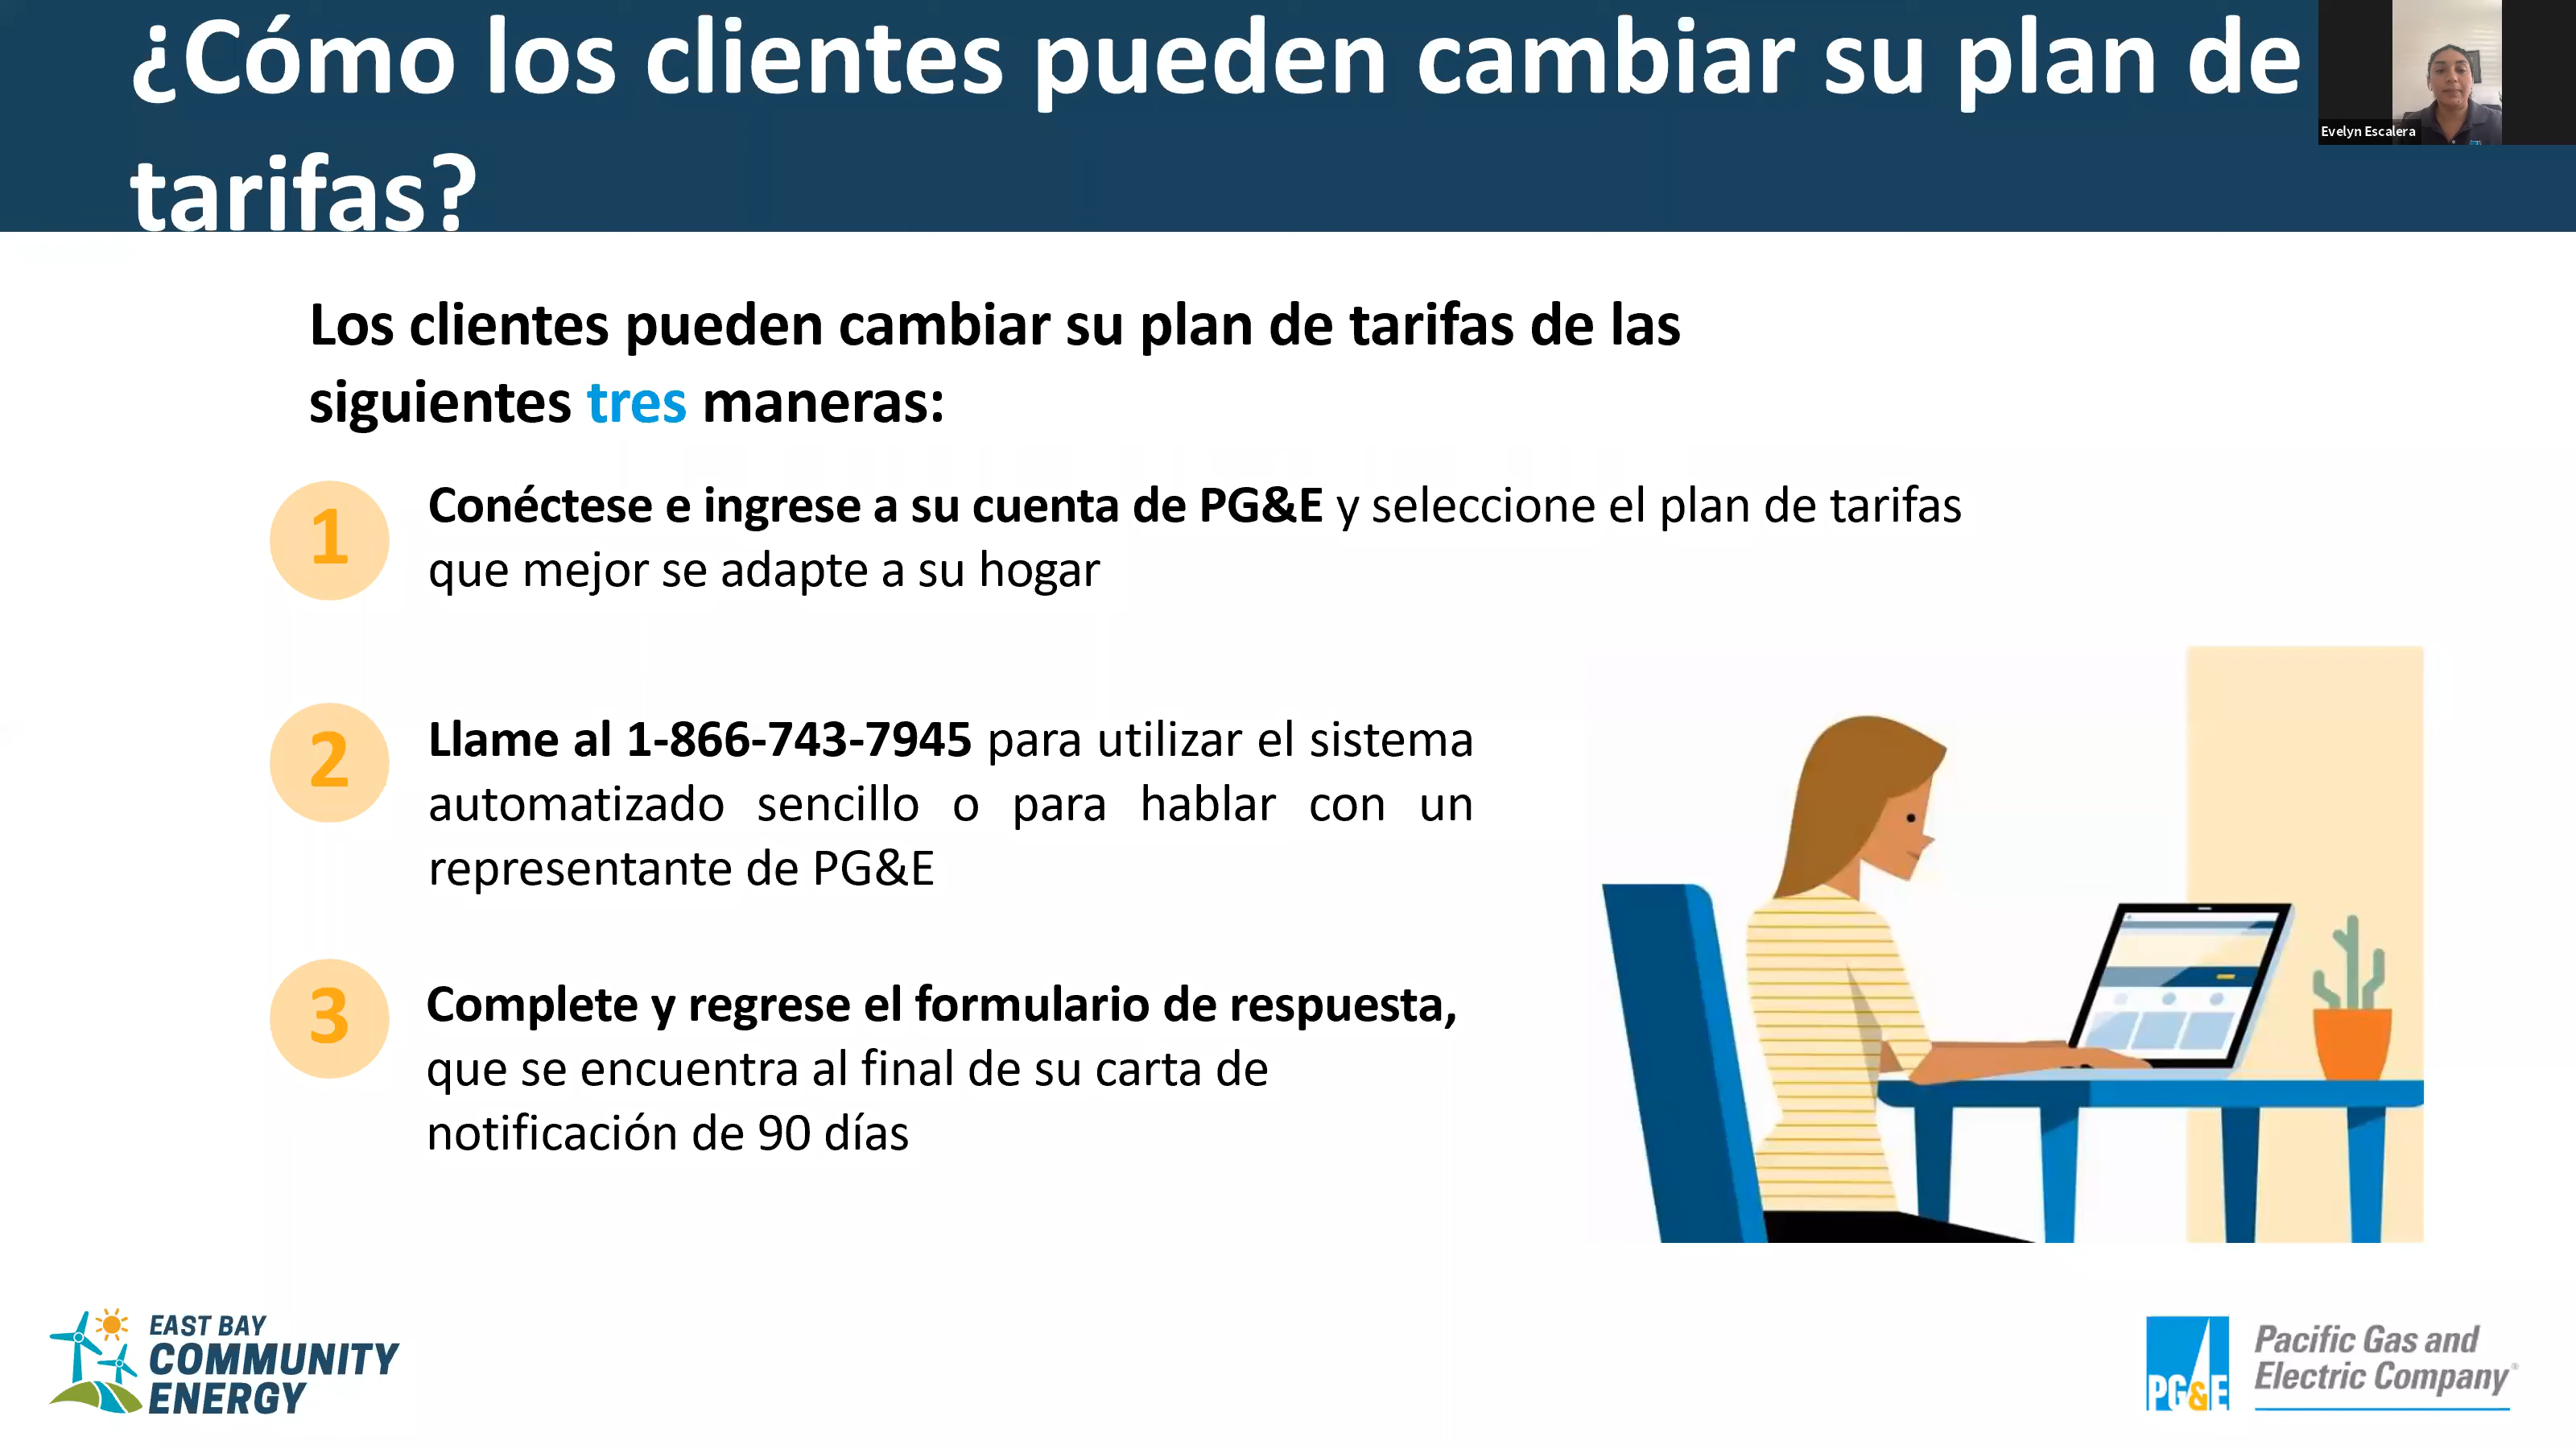 ¿Cómo los clientes pueden cambiar su plan de
tarifas?
Evelyn Escalera
Los clientes pueden cambiar su plan de tarifas de las
siguientes tres maneras:
1
Conéctese e ingrese a su cuenta de PG&E y seleccione el plan de tarifas
que mejor se adapte a su hogar
2
Llame al 1-866-743-7945 para utilizar el sistema
automatizado sencillo o para hablar con un
representante de PG&E
3
Complete y regrese el formulario de respuesta,
que se encuentra al final de su carta de
notificación de 90 días
EAST BAY
COMMUNITY
ENERGY
PG&E
Pacific Gas and
Electric Company®